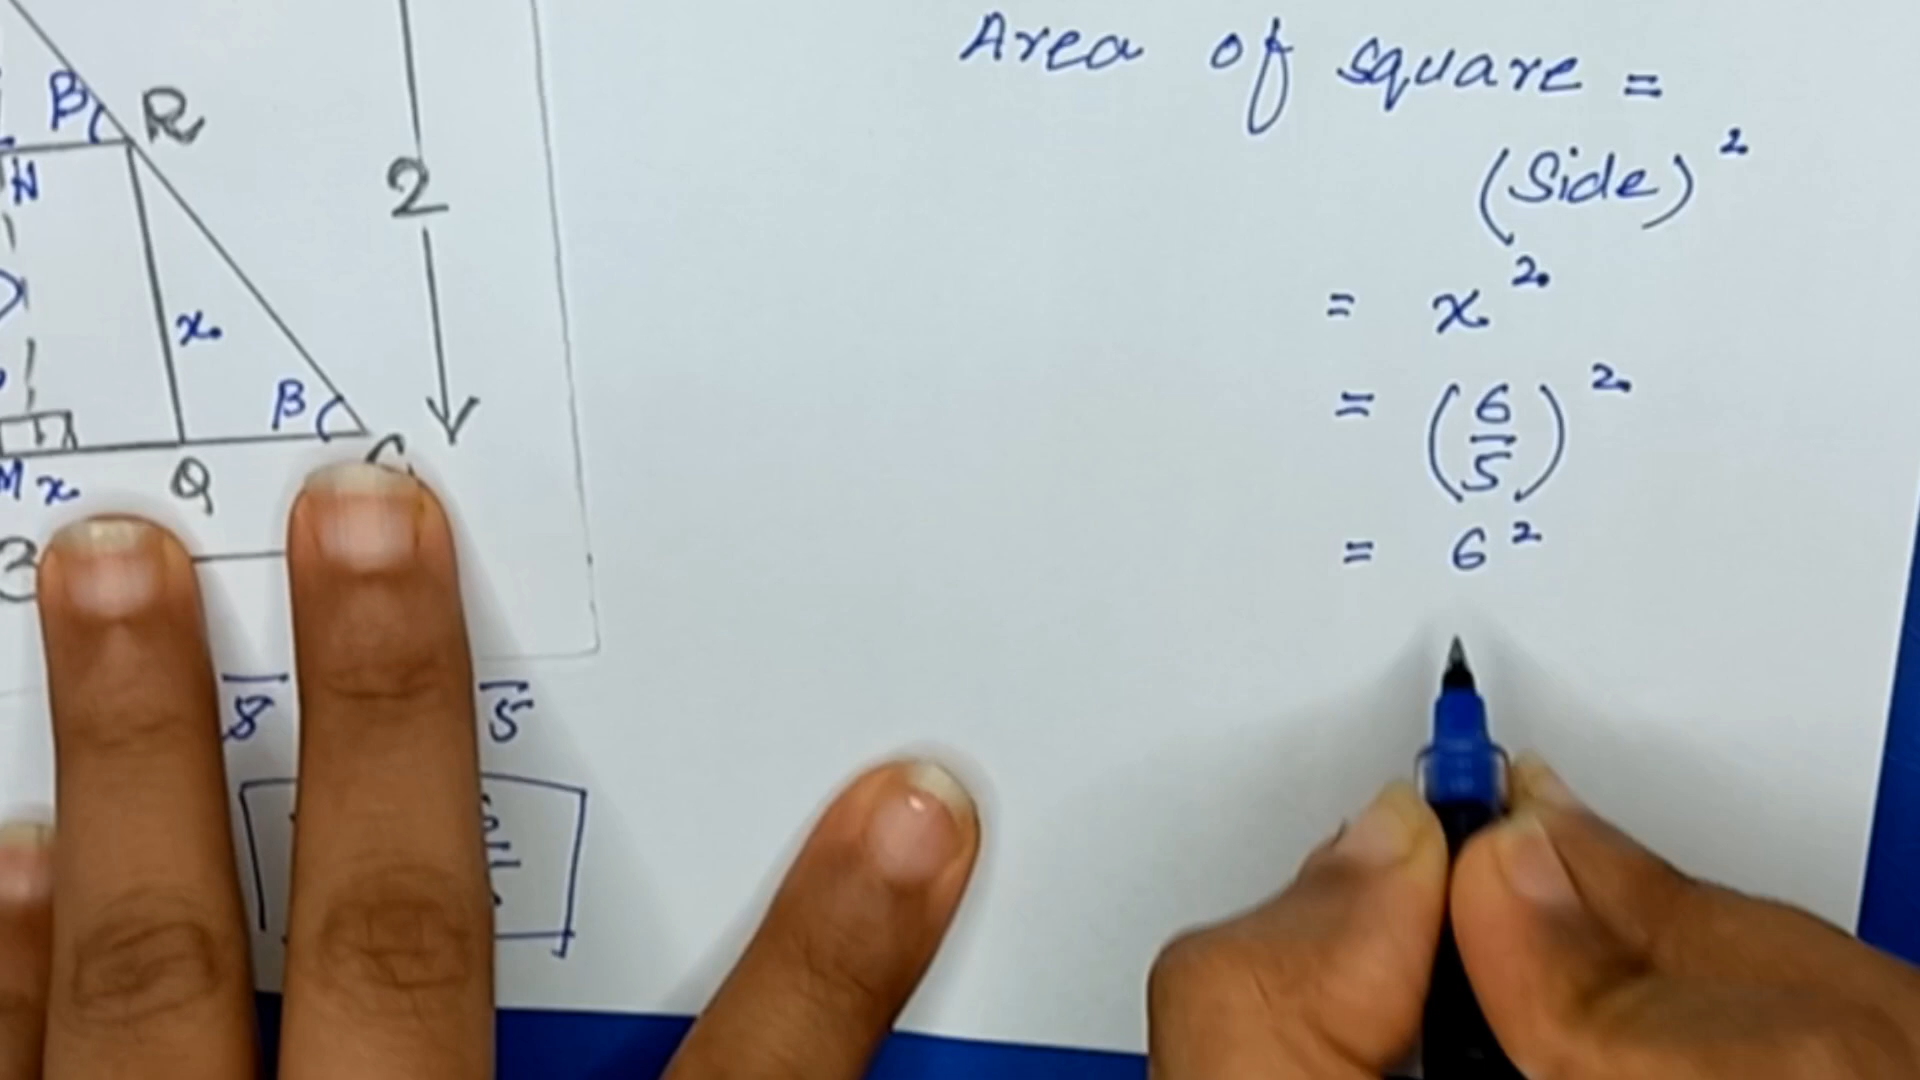 β R
N
2
x
β
M x Q
3
8 5
Area of square =
(Side)²
= x²
= (6/5)²
= 6²